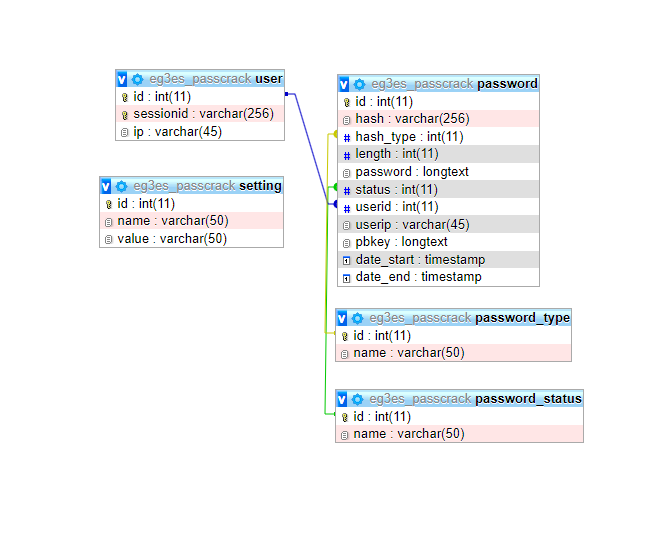 v eg3es_passcrack user
id : int(11)
sessionid : varchar(256)
ip : varchar(45)
v eg3es_passcrack setting
id : int(11)
name : varchar(50)
value : varchar(50)
v eg3es_passcrack password
id : int(11)
hash : varchar(256)
# hash_type : int(11)
# length : int(11)
password : longtext
# status : int(11)
# userid : int(11)
userip : varchar(45)
pbkey : longtext
date_start : timestamp
date_end : timestamp
v eg3es_passcrack password_type
id : int(11)
name : varchar(50)
v eg3es_passcrack password_status
id : int(11)
name : varchar(50)